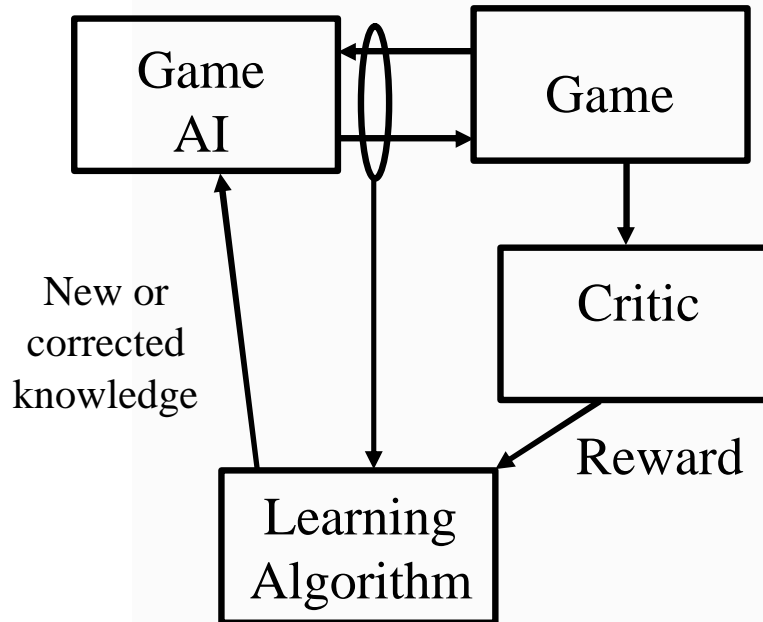 Game
AI
Game
Critic
New or
corrected
knowledge
Reward
Learning
Algorithm